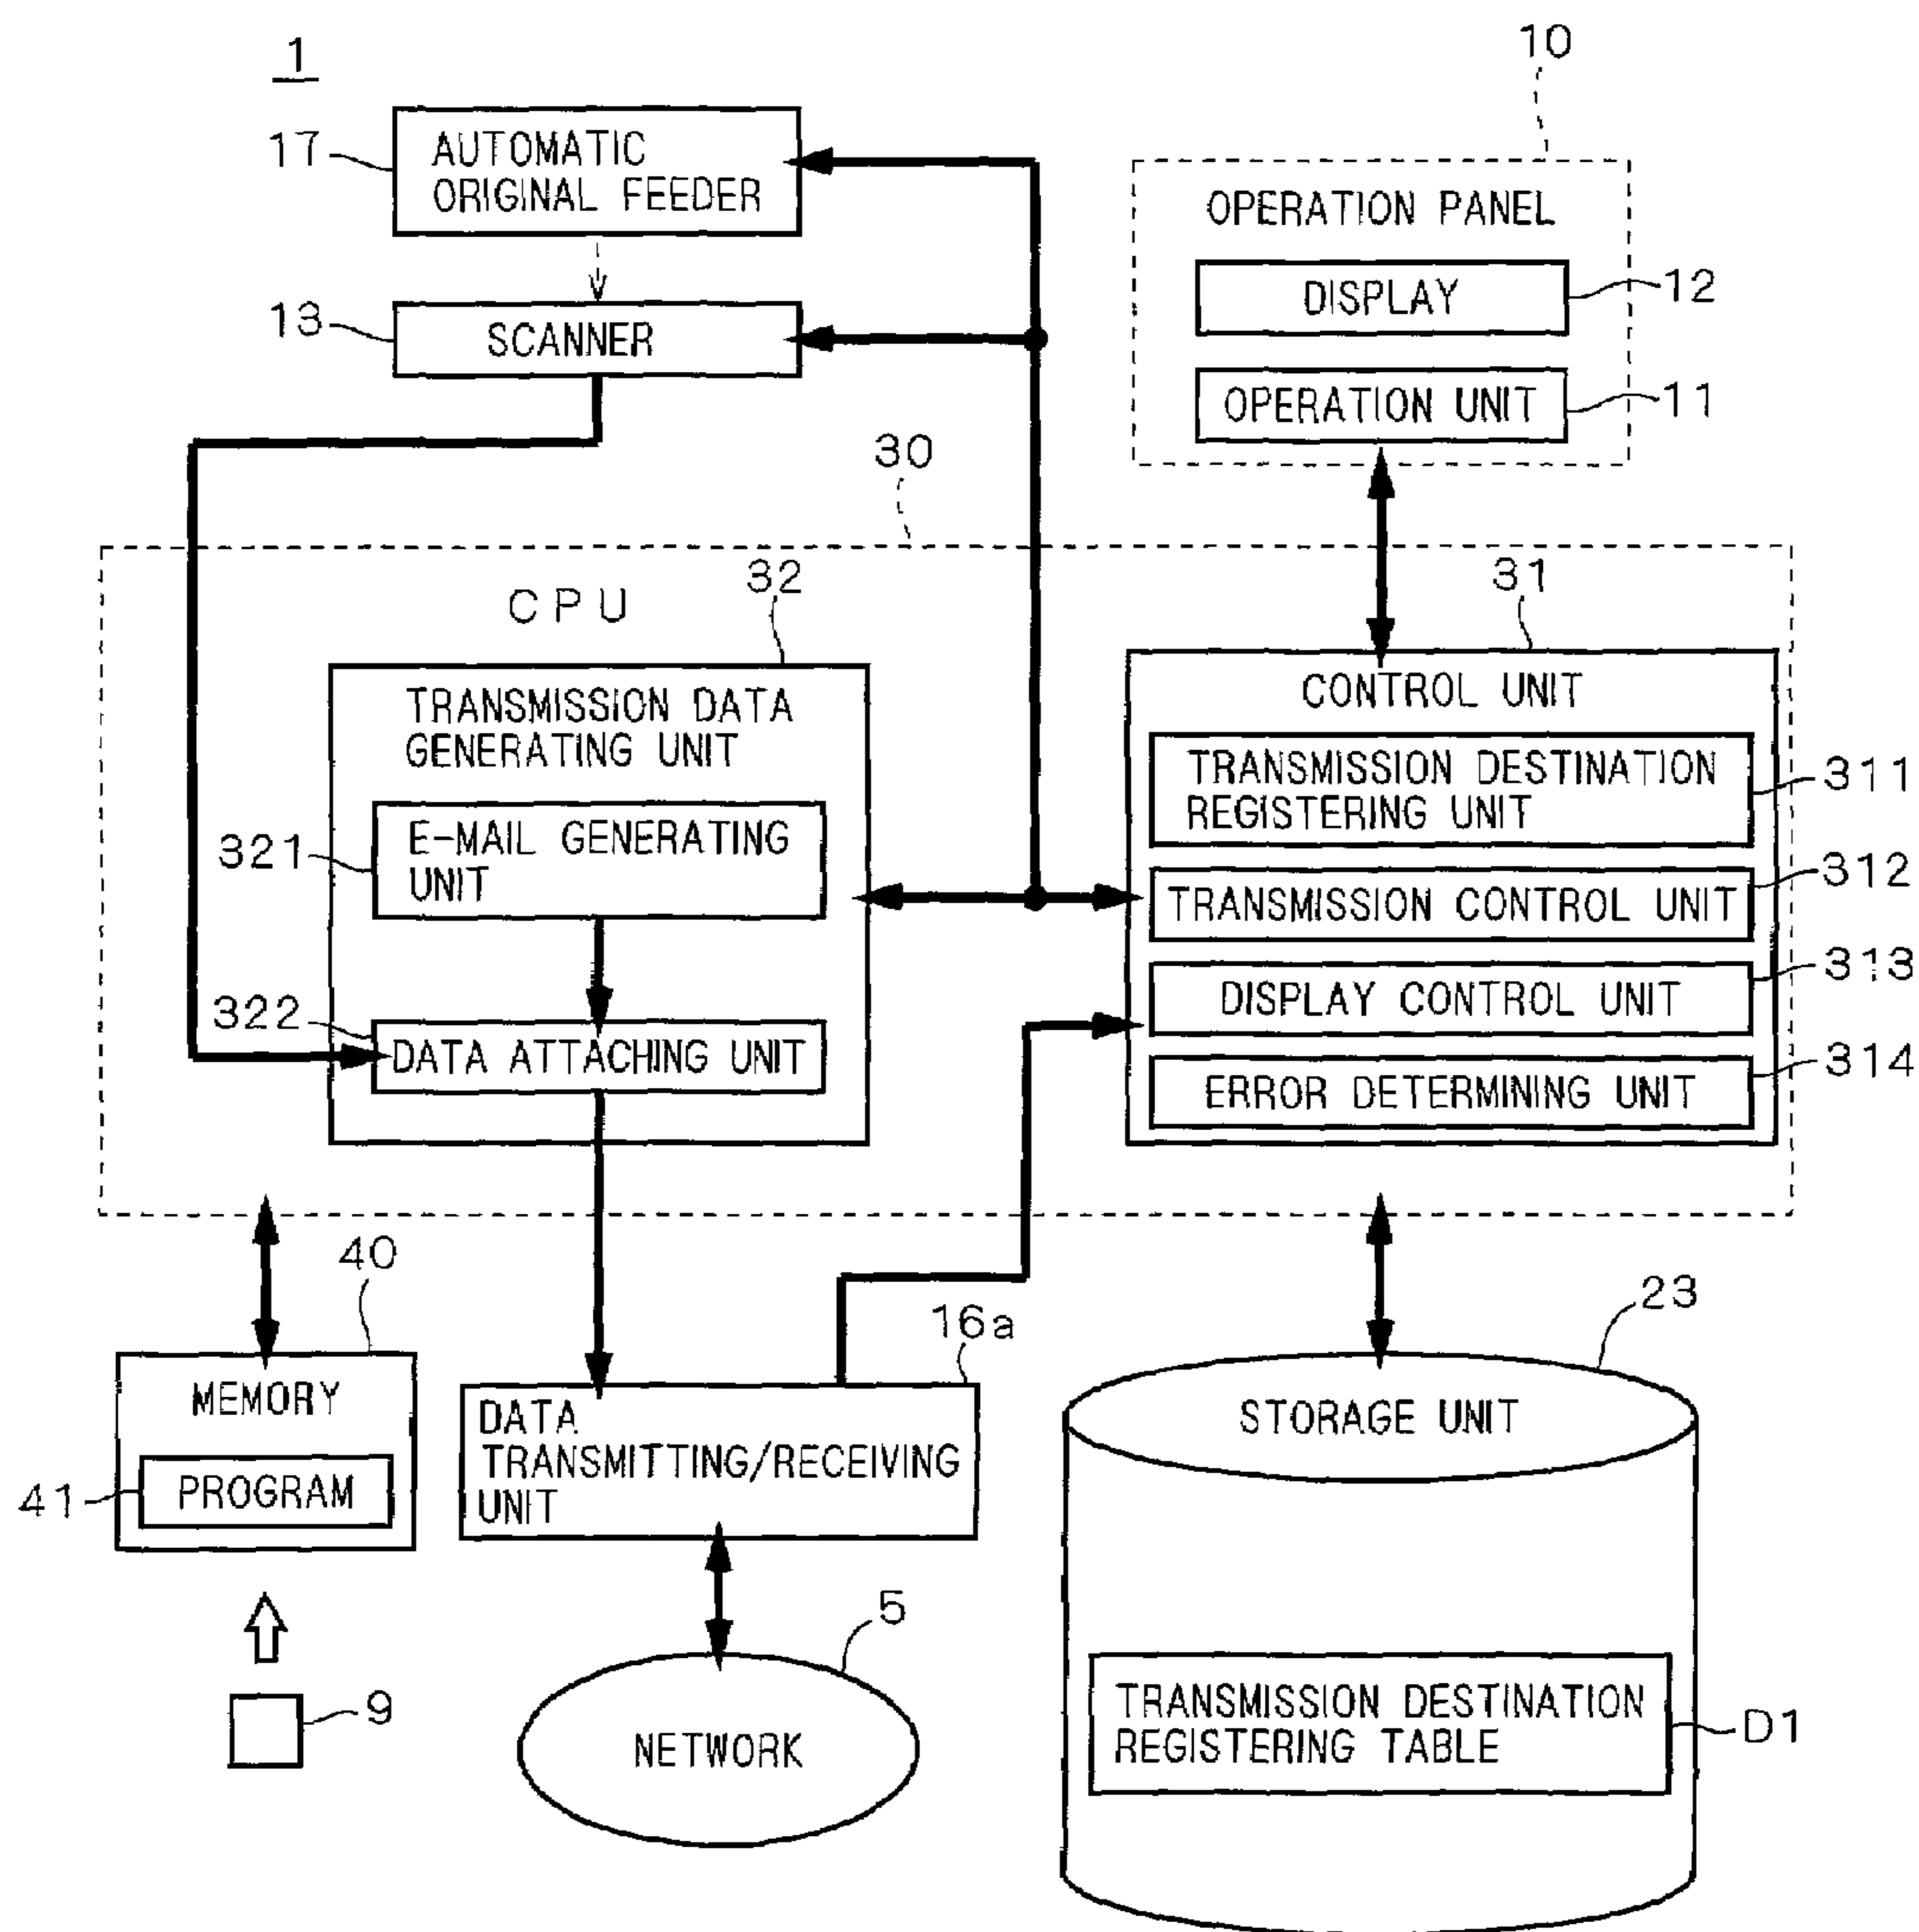 1
10
17
AUTOMATIC
ORIGINAL FEEDER
OPERATION PANEL
DISPLAY
12
13
SCANNER
OPERATION UNIT
11
30
CPU
32
31
TRANSMISSION DATA
GENERATING UNIT
CONTROL UNIT
TRANSMISSION DESTINATION
REGISTERING UNIT
311
321
E-MAIL GENERATING
UNIT
TRANSMISSION CONTROL UNIT
312
DISPLAY CONTROL UNIT
313
322
DATA ATTACHING UNIT
ERROR DETERMINING UNIT
314
40
16a
23
MEMORY
41
PROGRAM
DATA
TRANSMITTING/RECEIVING
UNIT
STORAGE UNIT
5
9
NETWORK
TRANSMISSION DESTINATION
REGISTERING TABLE
D1